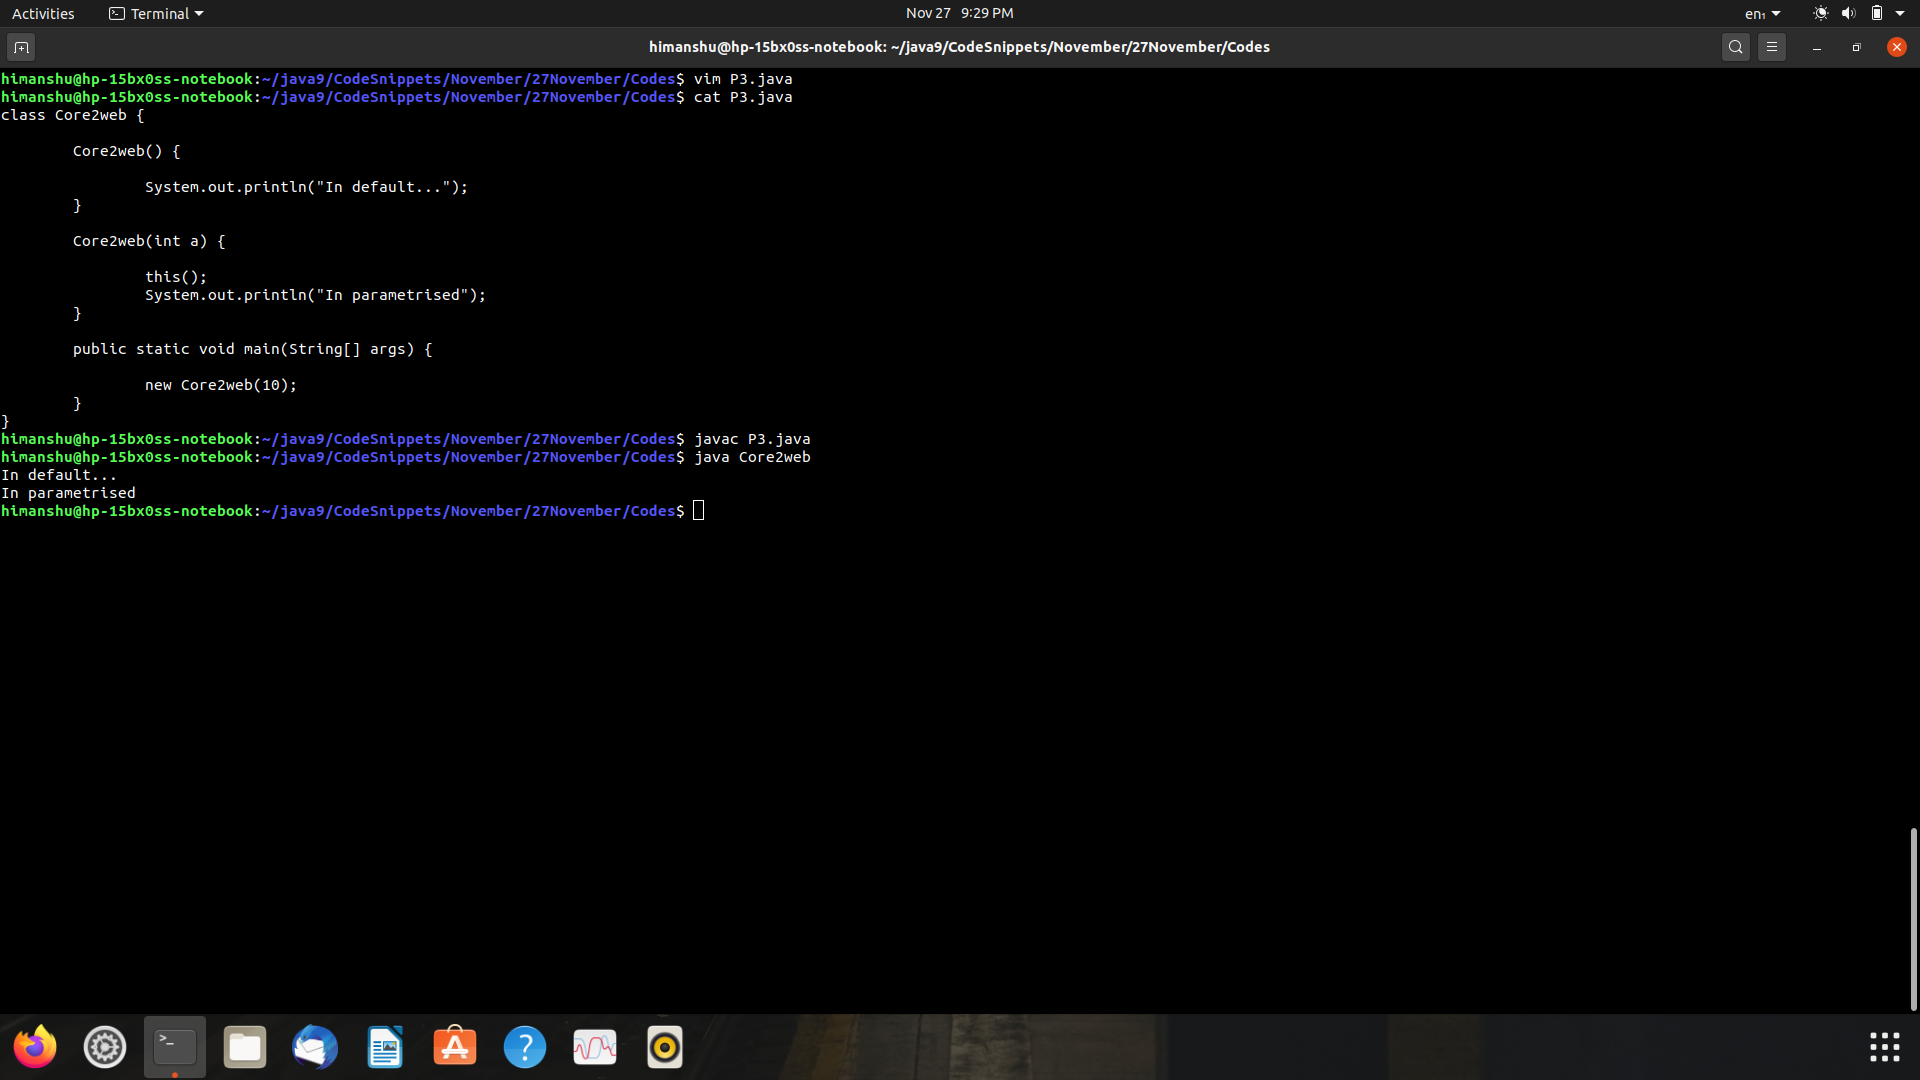 Activities Terminal Nov 27 9:29 PM en₁
himanshu@hp-15bx0ss-notebook: ~/java9/CodeSnippets/November/27November/Codes
himanshu@hp-15bx0ss-notebook:~/java9/CodeSnippets/November/27November/Codes$ vim P3.java
himanshu@hp-15bx0ss-notebook:~/java9/CodeSnippets/November/27November/Codes$ cat P3.java
class Core2web {
        Core2web() {
                System.out.println("In default...");
        }
        Core2web(int a) {
                this();
                System.out.println("In parametrised");
        }
        public static void main(String[] args) {
                new Core2web(10);
        }
}
himanshu@hp-15bx0ss-notebook:~/java9/CodeSnippets/November/27November/Codes$ javac P3.java
himanshu@hp-15bx0ss-notebook:~/java9/CodeSnippets/November/27November/Codes$ java Core2web
In default...
In parametrised
himanshu@hp-15bx0ss-notebook:~/java9/CodeSnippets/November/27November/Codes$